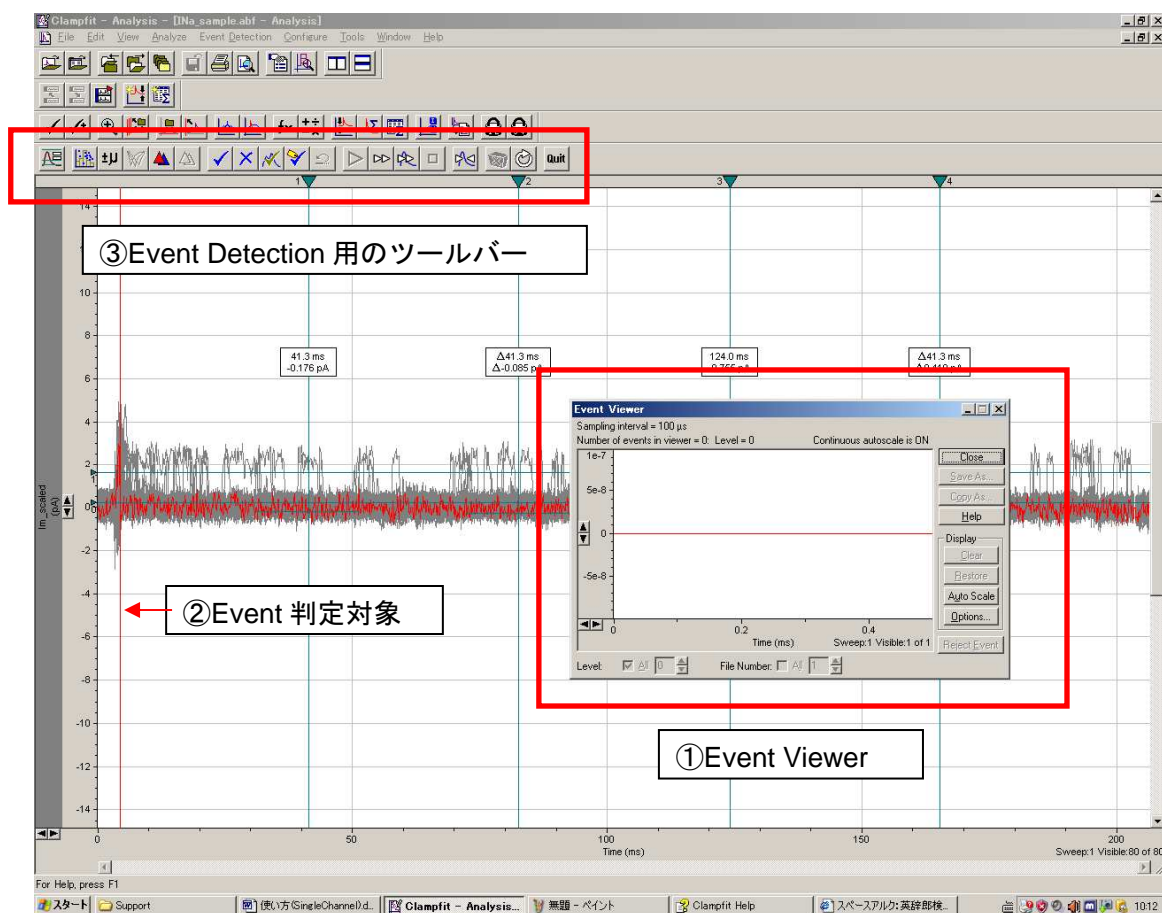 Clampfit - Analysis - [INa_sample.abf - Analysis]
File Edit View Analyze Event Detection Configure Tools Window Help
±μ
Quit
1 2 3 4
③Event Detection 用のツールバー
41.3 ms
-0.176 pA
Δ41.3 ms
Δ-0.085 pA
124.0 ms
Δ41.3 ms
14
10
8
6
4
2
0
-2
-4
-6
-8
-10
-12
-14
Im_scaled
(pA)
②Event 判定対象
Event Viewer
Sampling interval = 100 μs
Number of events in viewer = 0: Level = 0 Continuous autoscale is ON
1e-7
5e-8
0
-5e-8
0 0.2 0.4
Time (ms) Sweep:1 Visible:1 of 1
Close
Save As...
Copy As...
Help
Display
Clear
Restore
Auto Scale
Options...
Reject Event
Level: All 0 File Number: All 1
①Event Viewer
0 50 100 150 200
Time (ms) Sweep:1 Visible:80 of 80
For Help, press F1
スタート Support 使い方(SingleChannel).d... Clampfit - Analysis... 無題 - ペイント Clampfit Help スペースアルク:英辞郎検... 10:12